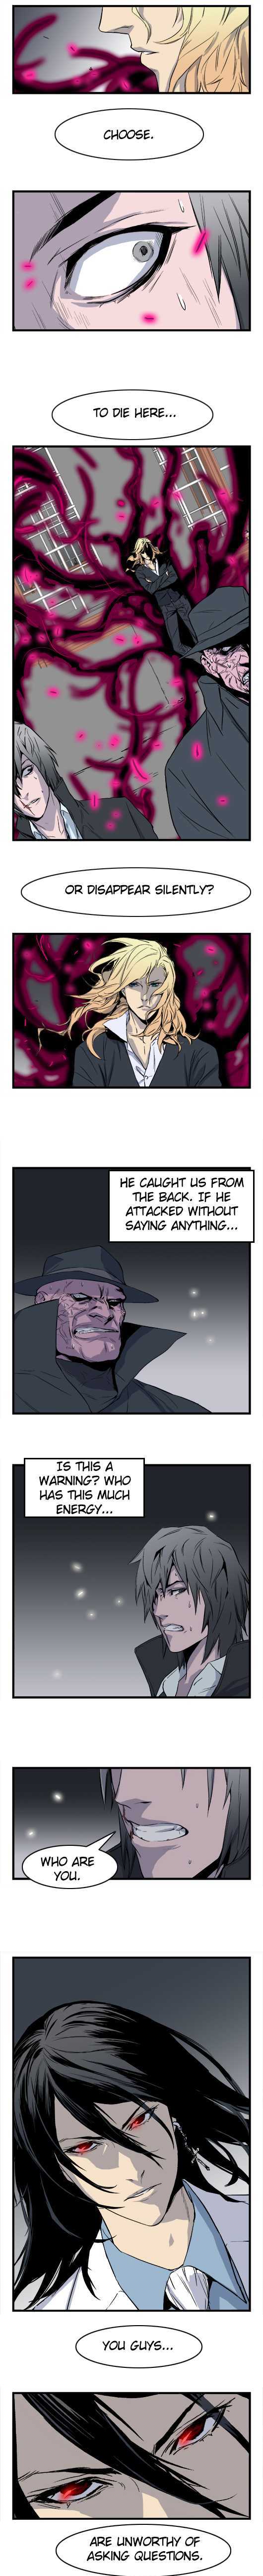 CHOOSE.
TO DIE HERE...
OR DISAPPEAR SILENTLY?
HE CAUGHT US FROM
THE BACK. IF HE
ATTACKED WITHOUT
SAYING ANYTHING...
IS THIS A
WARNING? WHO
HAS THIS MUCH
ENERGY...
WHO ARE
YOU.
YOU GUYS...
ARE UNWORTHY OF
ASKING QUESTIONS.